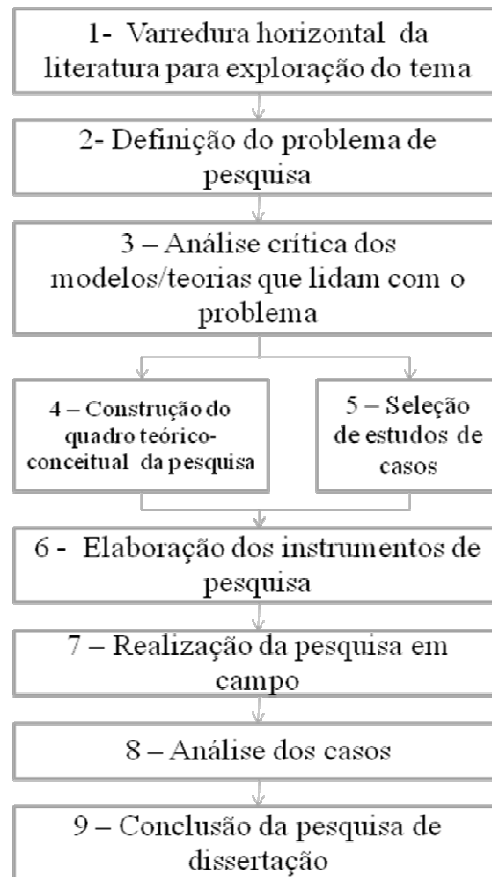 1- Varredura horizontal da
literatura para exploração do tema
2- Definição do problema de
pesquisa
3 – Análise crítica dos
modelos/teorias que lidam com o
problema
4 – Construção do
quadro teórico-
conceitual da pesquisa
5 – Seleção
de estudos de
casos
6 - Elaboração dos instrumentos de
pesquisa
7 – Realização da pesquisa em
campo
8 – Análise dos casos
9 – Conclusão da pesquisa de
dissertação